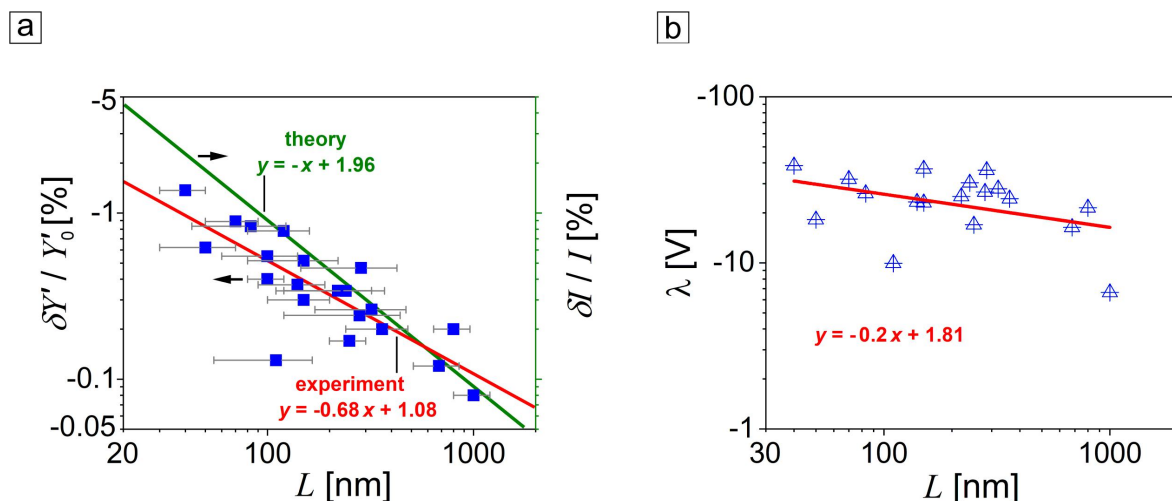 a
-5
-1
-0.1
-0.05
δY′ / Y′0 [%]
theory
y = -x + 1.96
experiment
y = -0.68 x + 1.08
20
100
1000
L [nm]
δI / I [%]
b
-100
-10
-1
λ [V]
y = -0.2 x + 1.81
30
100
1000
L [nm]